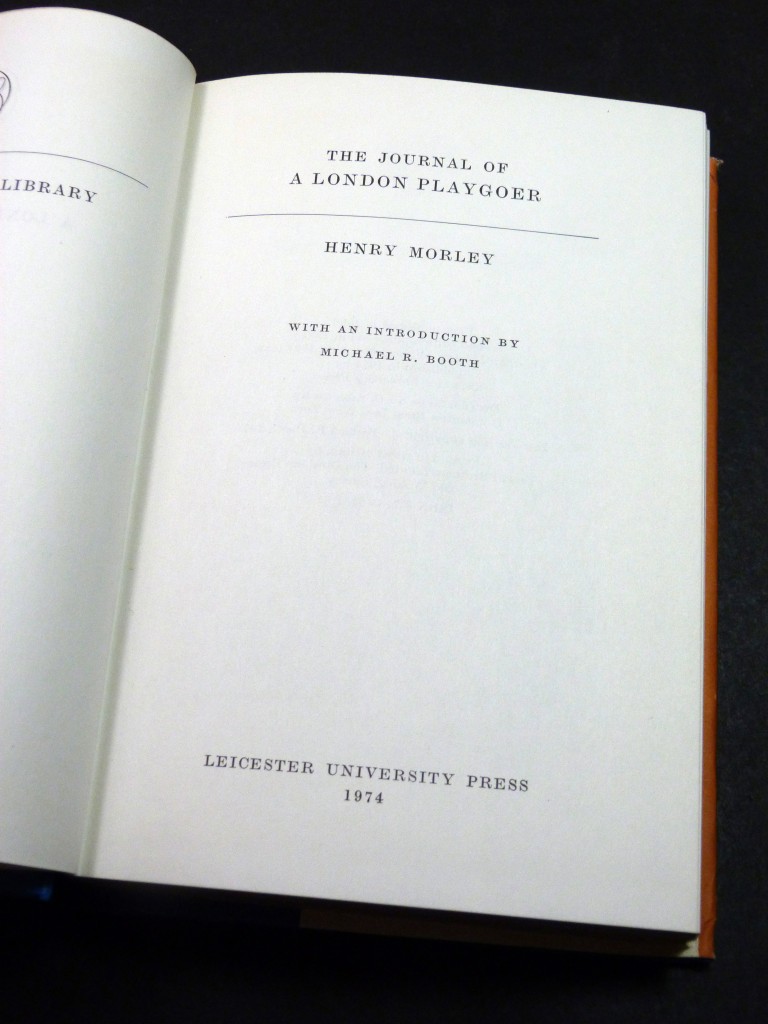 LIBRARY
THE JOURNAL OF
A LONDON PLAYGOER
HENRY MORLEY
WITH AN INTRODUCTION BY
MICHAEL R. BOOTH
LEICESTER UNIVERSITY PRESS
1974